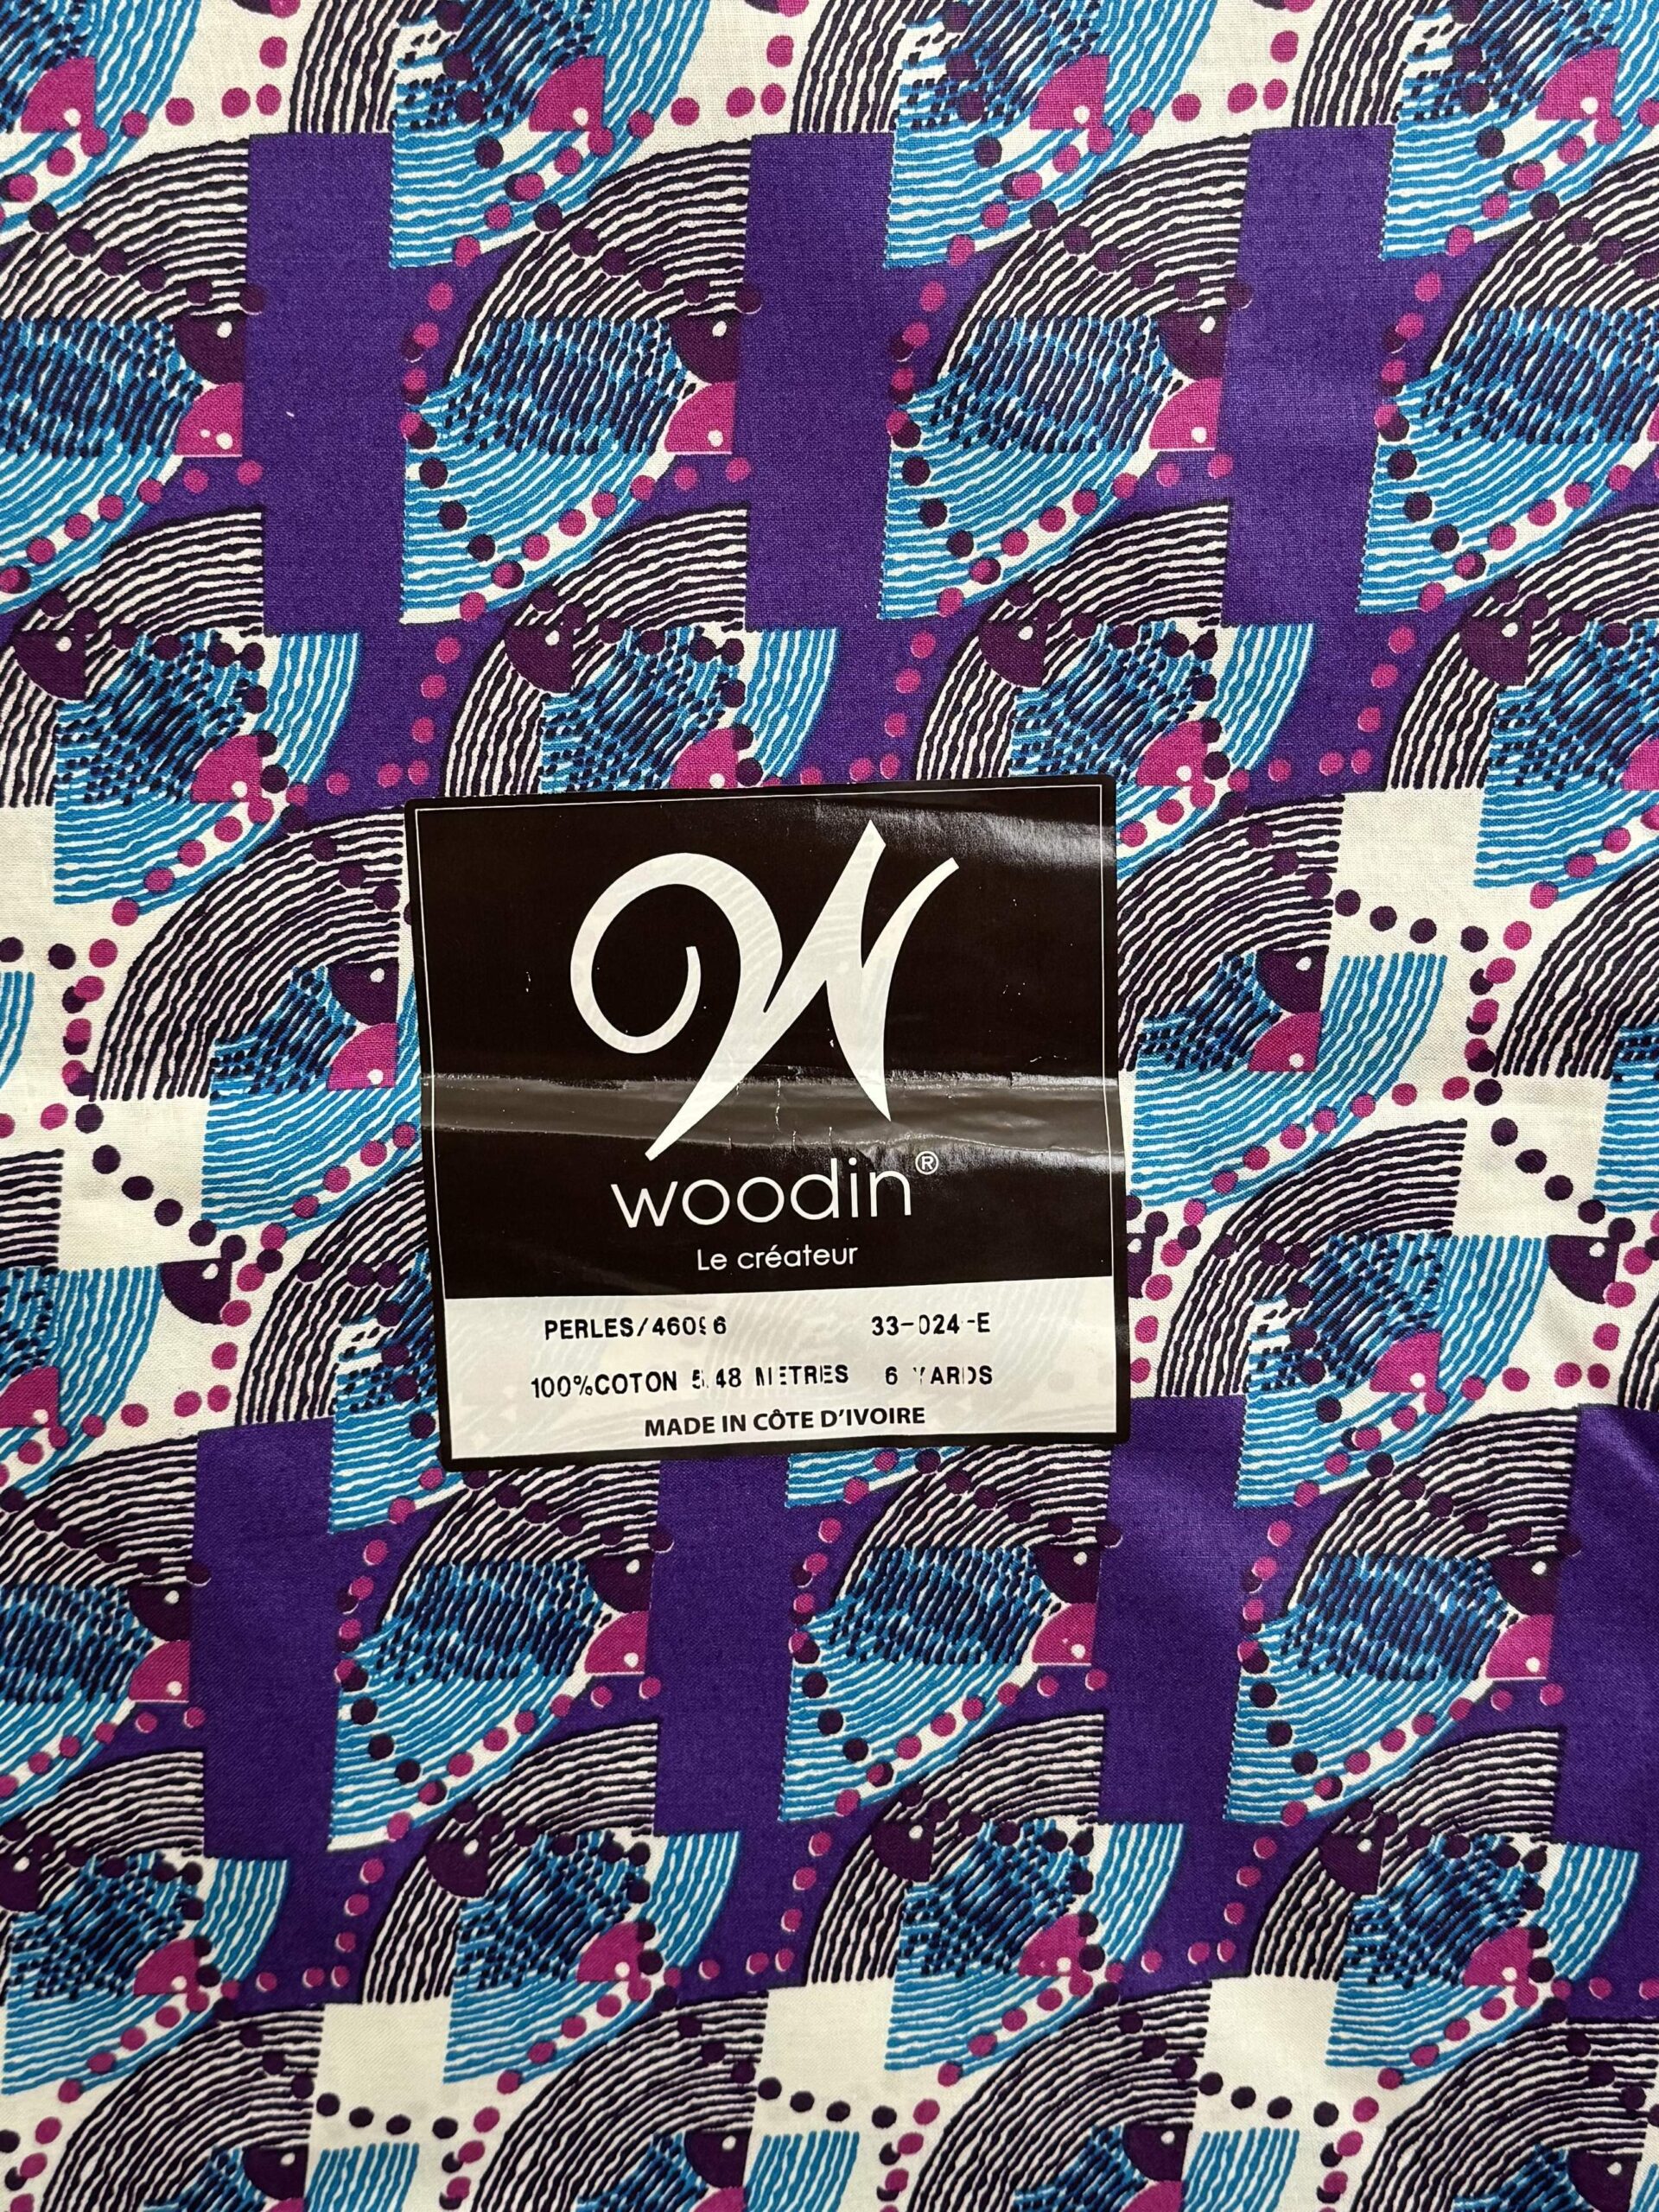 W
woodin®
Le créateur
PERLES/46096 33-024-E
100%COTON 5.48 METRES 6 YARDS
MADE IN CÔTE D'IVOIRE